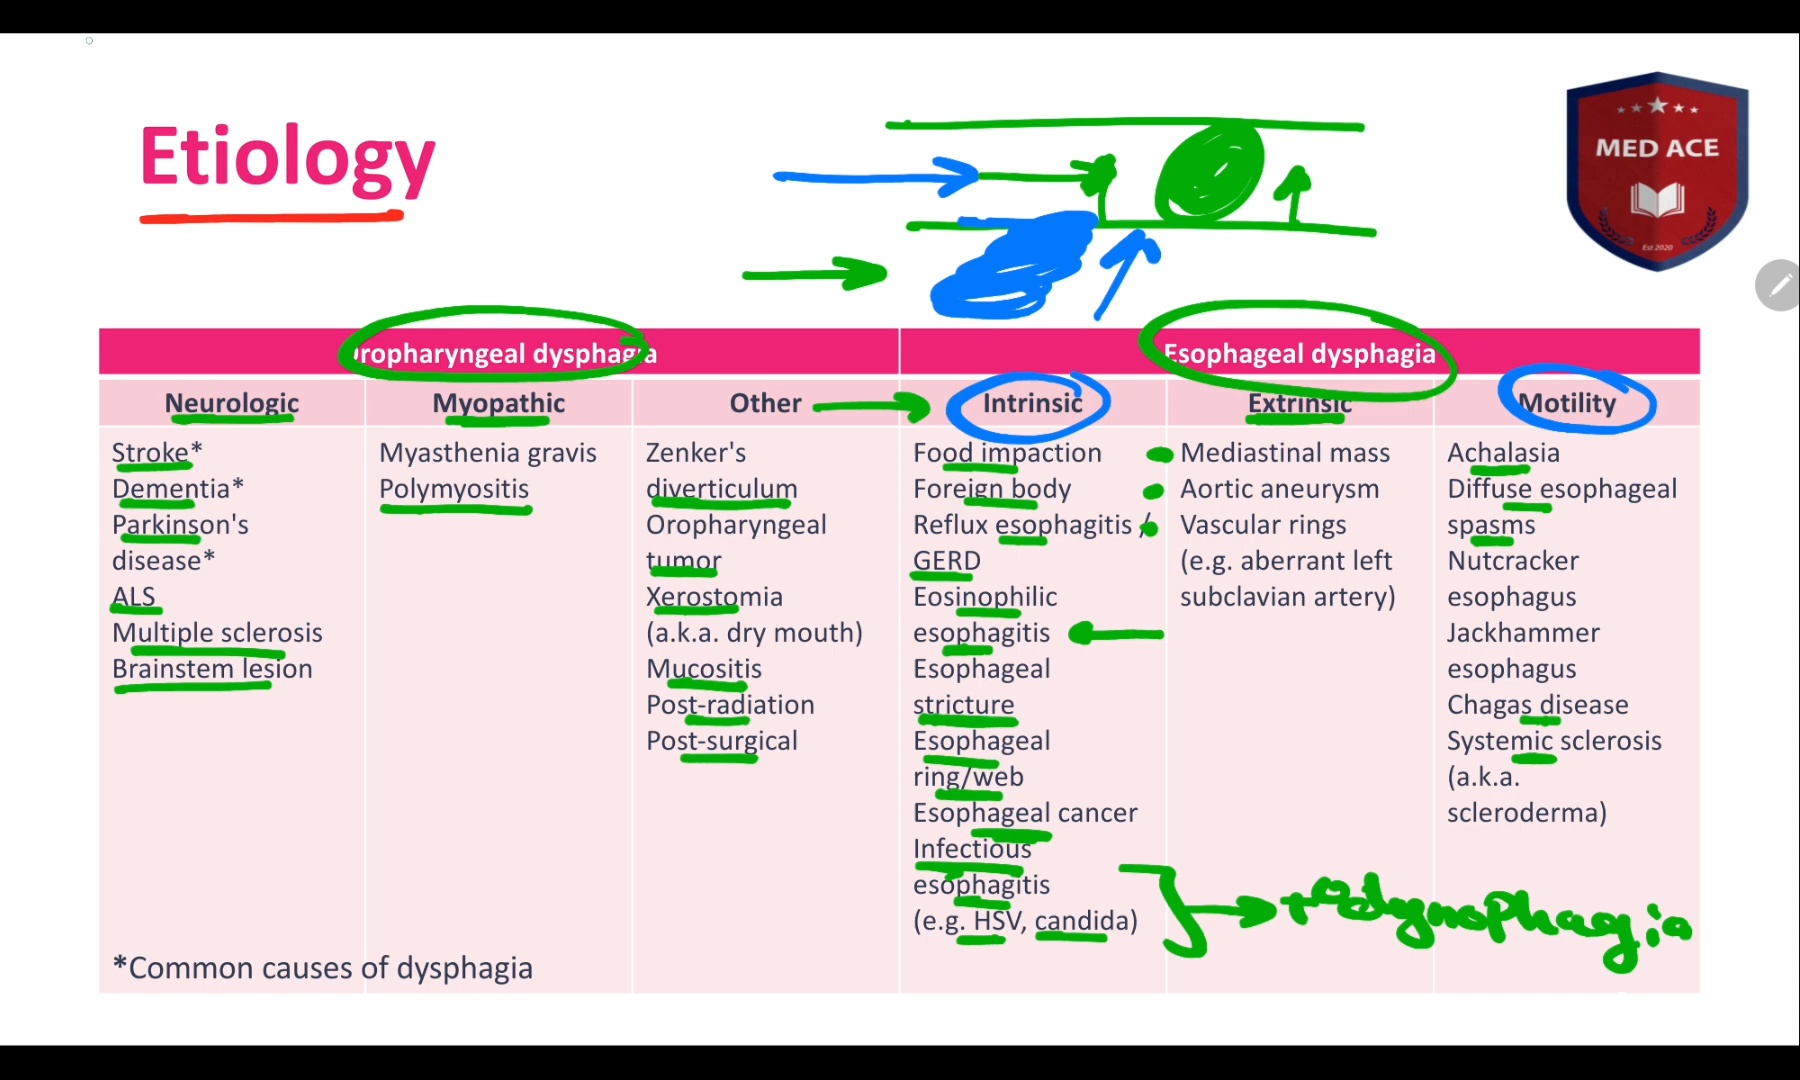 Etiology
MED ACE
Est 2020
Oropharyngeal dysphagia
Esophageal dysphagia
Neurologic
Stroke*
Dementia*
Parkinson's
disease*
ALS
Multiple sclerosis
Brainstem lesion
Myopathic
Myasthenia gravis
Polymyositis
Other
Zenker's
diverticulum
Oropharyngeal
tumor
Xerostomia
(a.k.a. dry mouth)
Mucositis
Post-radiation
Post-surgical
Intrinsic
Food impaction
Foreign body
Reflux esophagitis /
GERD
Eosinophilic
esophagitis
Esophageal
stricture
Esophageal
ring/web
Esophageal cancer
Infectious
esophagitis
(e.g. HSV, candida)
Extrinsic
Mediastinal mass
Aortic aneurysm
Vascular rings
(e.g. aberrant left
subclavian artery)
Motility
Achalasia
Diffuse esophageal
spasms
Nutcracker
esophagus
Jackhammer
esophagus
Chagas disease
Systemic sclerosis
(a.k.a.
scleroderma)
*Common causes of dysphagia